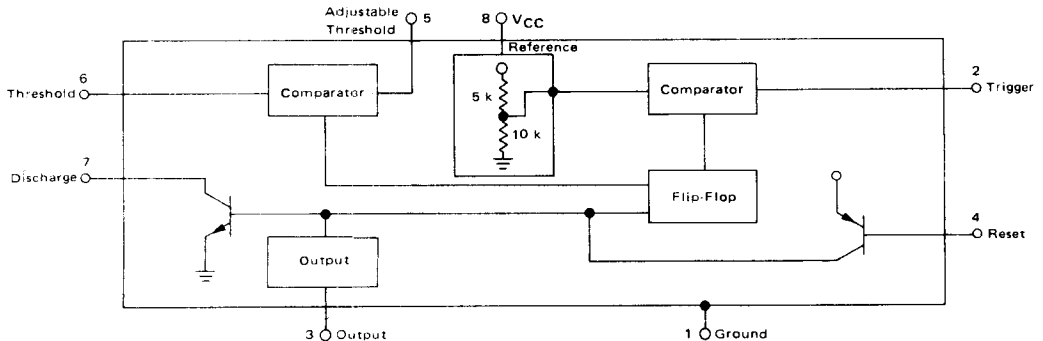 Adjustable
Threshold
5
8
VCC
Reference
6
Threshold
Comparator
5 k
10 k
Comparator
2
Trigger
7
Discharge
Flip-Flop
4
Reset
Output
3
Output
1
Ground